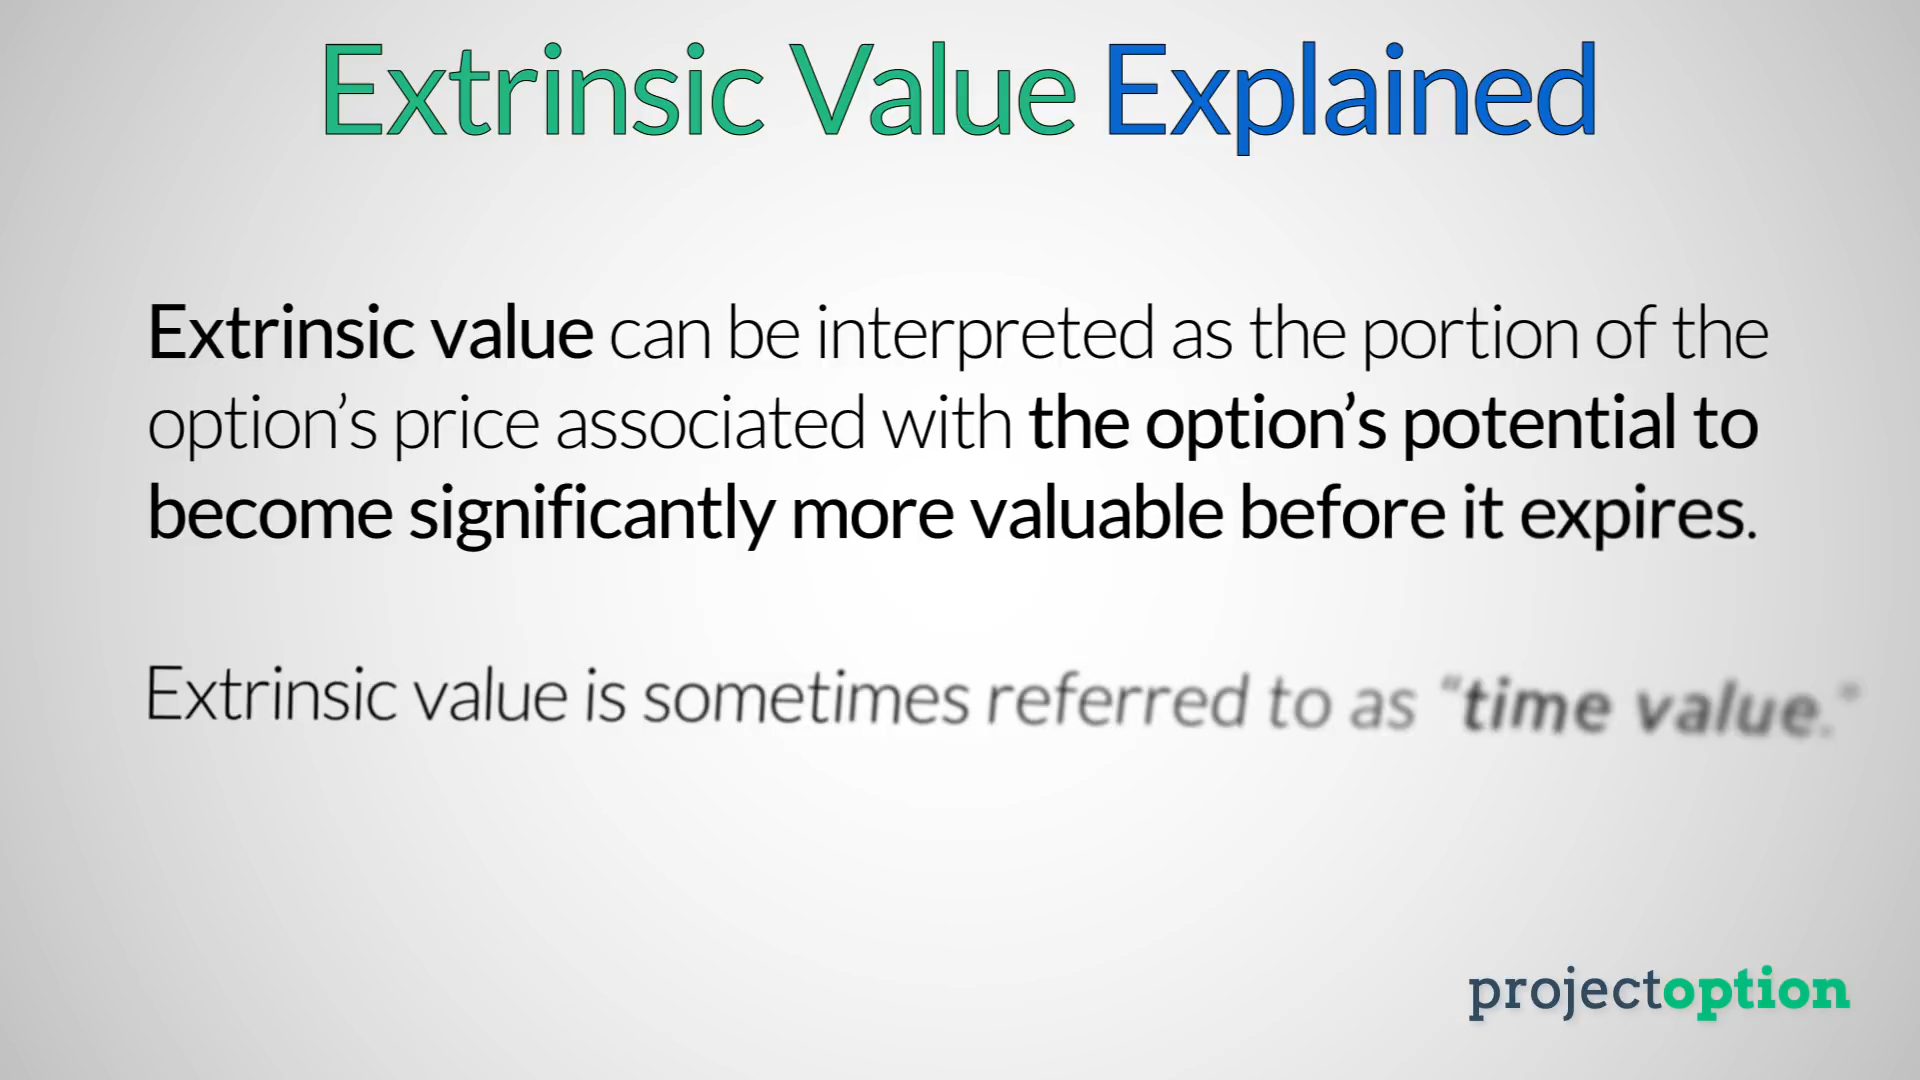 Extrinsic Value Explained
Extrinsic value can be interpreted as the portion of the
option’s price associated with the option’s potential to
become significantly more valuable before it expires.
Extrinsic value is sometimes referred to as “time value.”
projectoption